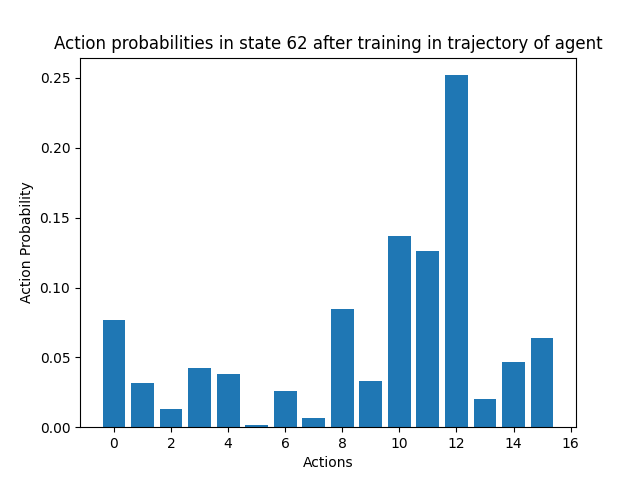 Action probabilities in state 62 after training in trajectory of agent
0.25
0.20
0.15
0.10
0.05
0.00
Action Probability
0 2 4 6 8 10 12 14 16
Actions